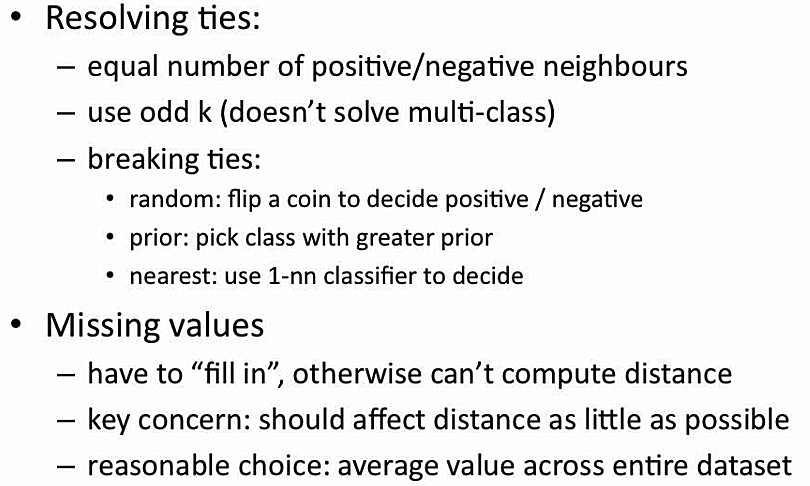 • Resolving ties:
– equal number of positive/negative neighbours
– use odd k (doesn't solve multi-class)
– breaking ties:
• random: flip a coin to decide positive / negative
• prior: pick class with greater prior
• nearest: use 1-nn classifier to decide
• Missing values
– have to “fill in”, otherwise can't compute distance
– key concern: should affect distance as little as possible
– reasonable choice: average value across entire dataset